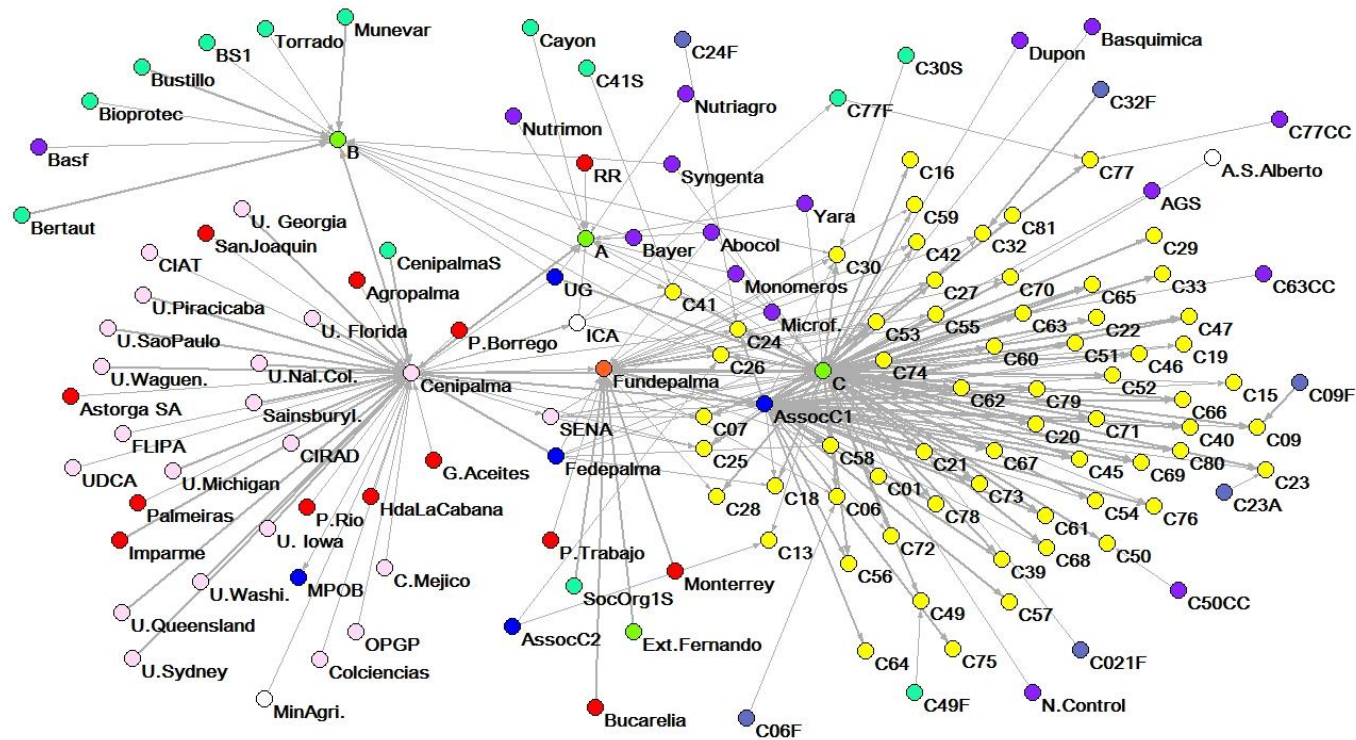 Munevar
Torrado
BS1
Bustillo
Bioprotec
Basf
B
Bertaut
Cayon
C24F
C41S
Nutriagro
Nutrimon
RR
Syngenta
Dupon
Basquimica
C30S
C32F
C77F
C77CC
C77
A.S.Alberto
C16
AGS
U. Georgia
SanJoaquin
CIAT
CenipalmaS
Agropalma
U.Piracicaba
U. Florida
U.SaoPaulo
P.Borrego
U.Waguen.
U.Nal.Col.
Cenipalma
Astorga SA
SainsburyI.
FLIPA
CIRAD
UDCA
U.Michigan
G.Aceites
Palmeiras
P.Rio
HdaLaCabana
Imparme
U. Iowa
U.Washi.
MPOB
C.Mejico
U.Queensland
OPGP
U.Sydney
Colciencias
MinAgri.
A
Bayer
Abocol
Yara
UG
Monomeros
ICA
C41
Microf.
C24
C26
Fundepalma
C
AssocC1
SENA
C07
Fedepalma
C25
C28
C18
C13
P.Trabajo
SocOrg1S
Monterrey
AssocC2
Ext.Fernando
Bucarelia
C06F
C59
C81
C30
C42
C32
C29
C27
C70
C65
C33
C63CC
C53
C55
C63
C22
C47
C74
C60
C51
C46
C19
C52
C15
C09F
C62
C79
C66
C20
C71
C40
C09
C58
C21
C67
C45
C69
C80
C23
C01
C73
C23A
C06
C78
C54
C76
C61
C72
C68
C50
C39
C56
C50CC
C49
C57
C64
C75
C021F
C49F
N.Control